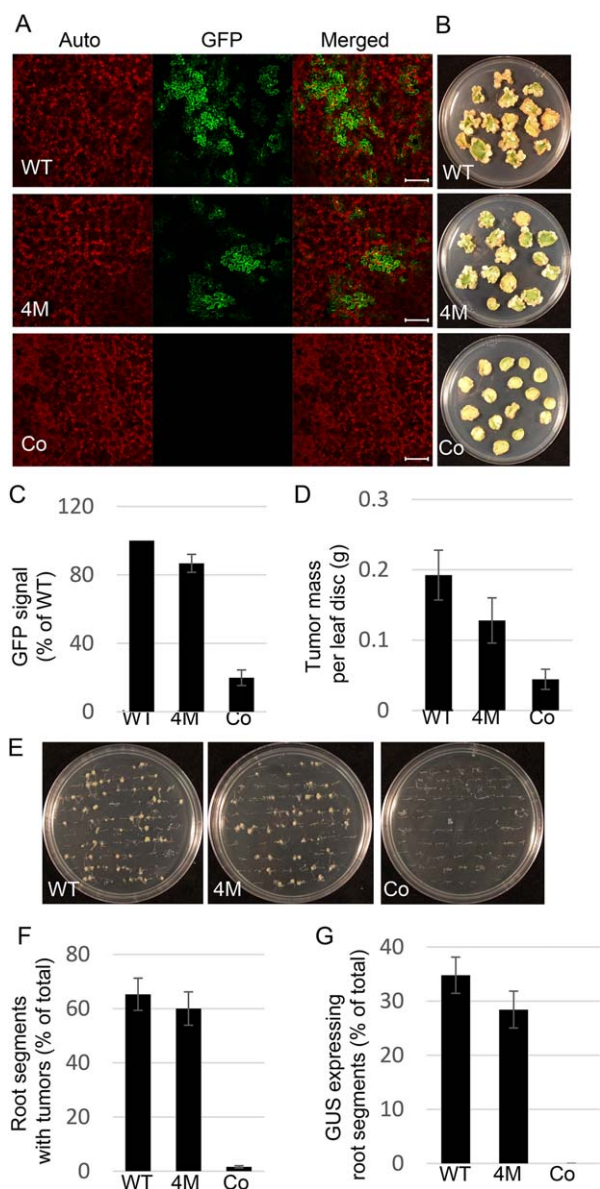 A
Auto GFP Merged
WT
4M
Co
B
WT
4M
Co
C
GFP signal
(% of WT)
120
80
40
0
WT 4M Co
D
Tumor mass
per leaf disc (g)
0.3
0.2
0.1
0
WT 4M Co
E
WT 4M Co
F
Root segments
with tumors (% of total)
80
60
40
20
0
WT 4M Co
G
GUS expressing
root segments (% of total)
40
30
20
10
0
WT 4M Co